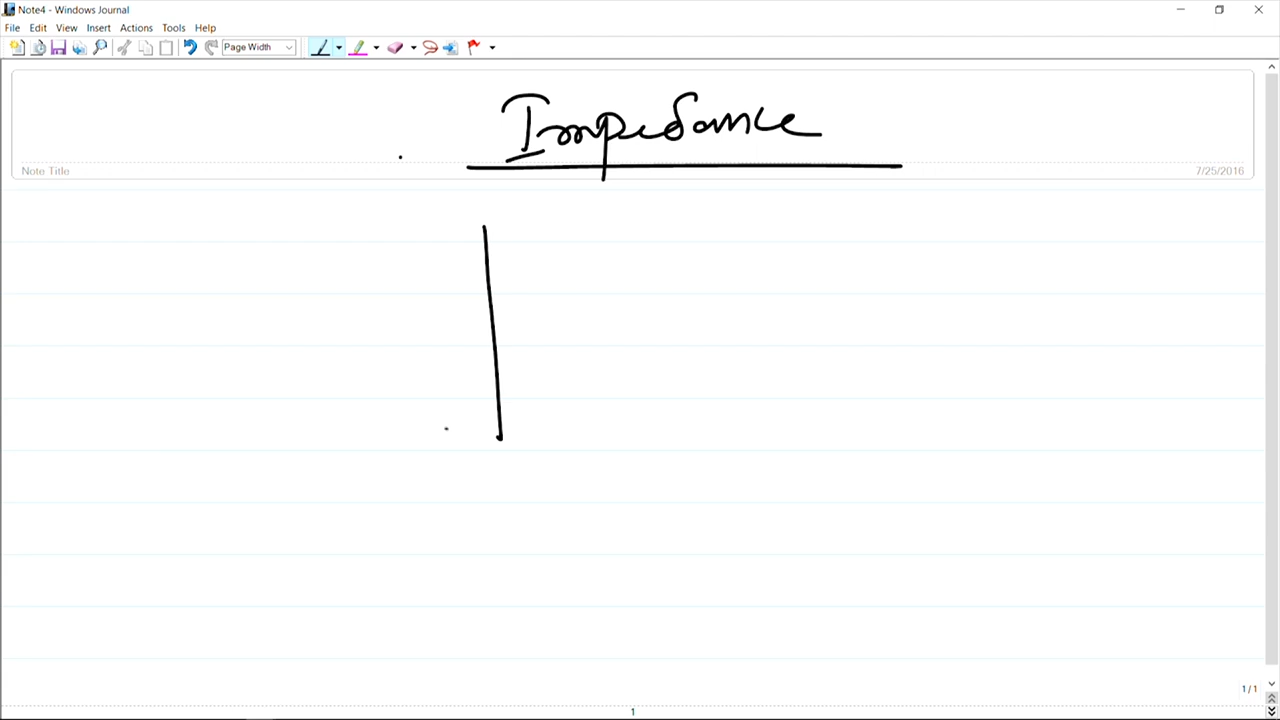 Note4 - Windows Journal
File Edit View Insert Actions Tools Help
Page Width
Impedance
Note Title 7/25/2016
1 / 1
1